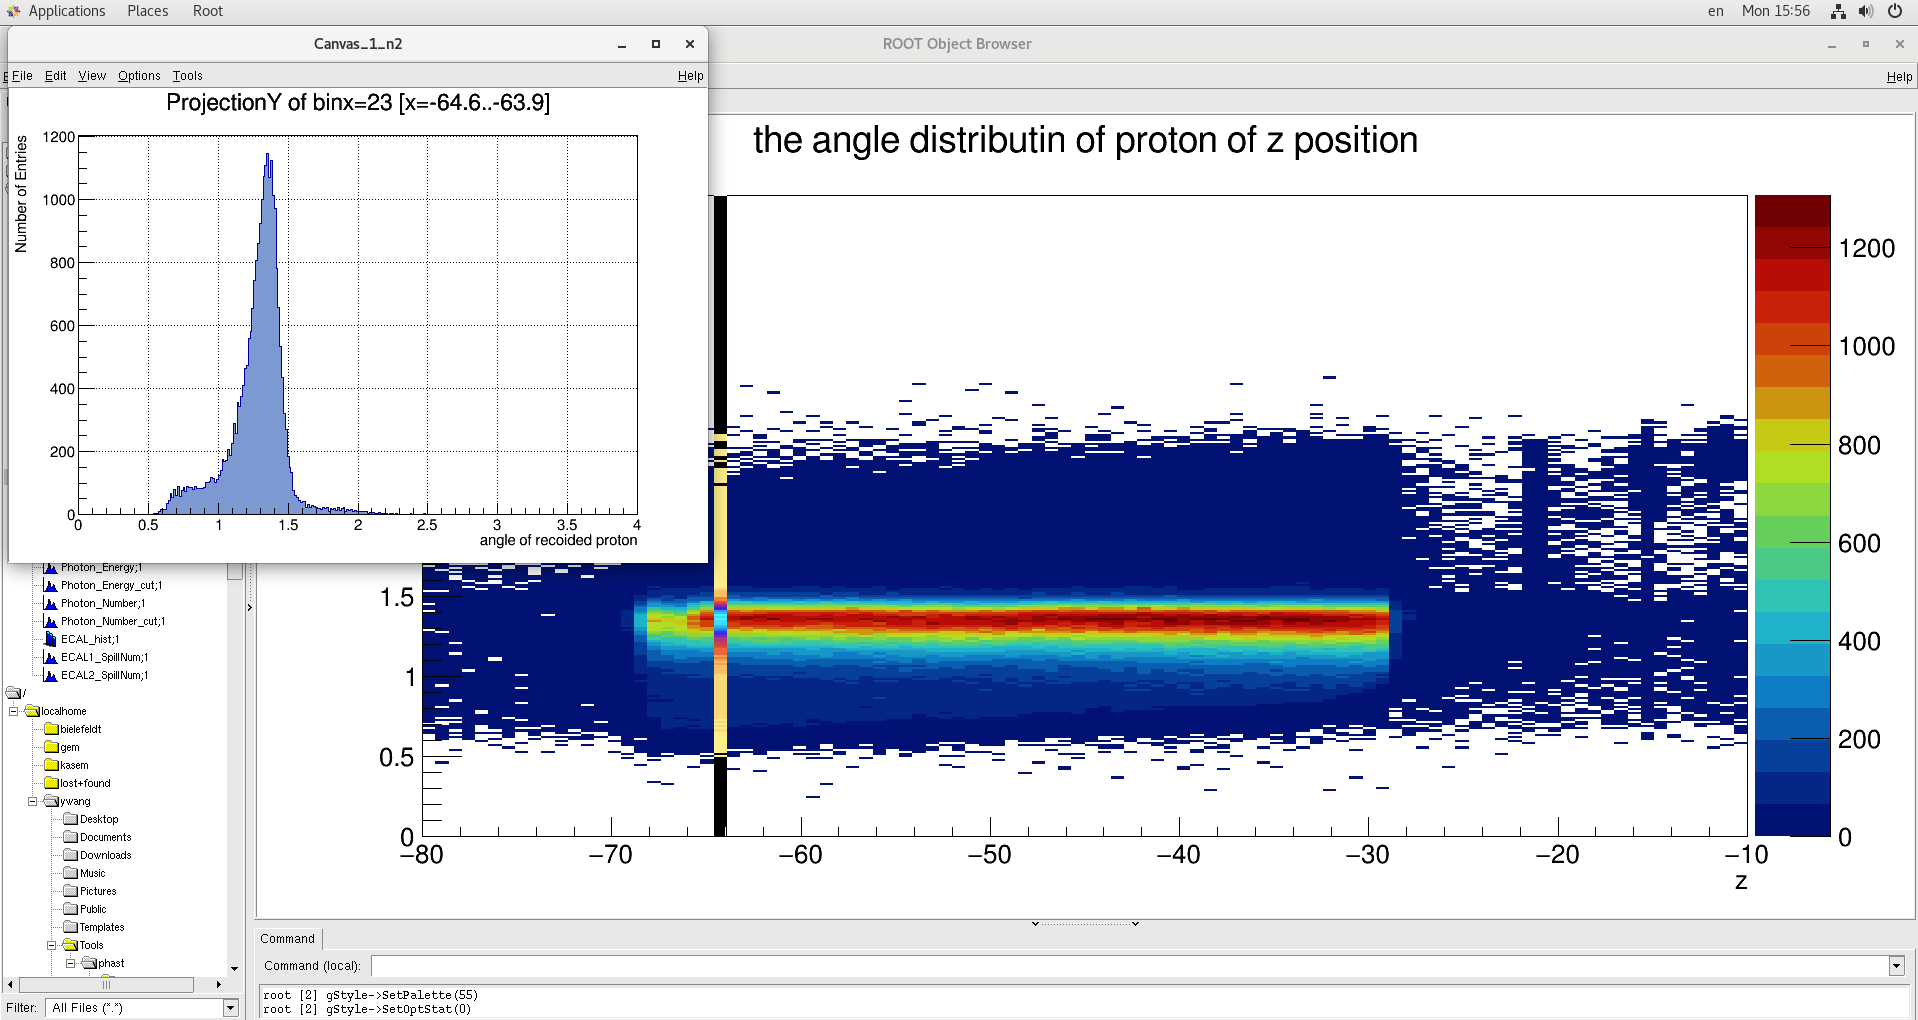 Applications Places Root
en Mon 15:56
Canvas_1_n2
ROOT Object Browser
File Edit View Options Tools Help
Help
ProjectionY of binx=23 [x=-64.6..-63.9]
Number of Entries
1200
1000
800
600
400
200
0
0 0.5 1 1.5 2 2.5 3 3.5 4
angle of recoided proton
the angle distributin of proton of z position
1.5
1
0.5
0
−80 −70 −60 −50 −40 −30 −20 −10
z
1200
1000
800
600
400
200
0
Photon_Energy;1
Photon_Energy_cut;1
Photon_Number;1
Photon_Number_cut;1
ECAL_hist;1
ECAL1_SpillNum;1
ECAL2_SpillNum;1
/
localhome
bielefeldt
gem
kasem
lost+found
ywang
Desktop
Documents
Downloads
Music
Pictures
Public
Templates
Tools
phast
Filter: All Files (*.*)
Command
Command (local):
root [2] gStyle->SetPalette(55)
root [2] gStyle->SetOptStat(0)